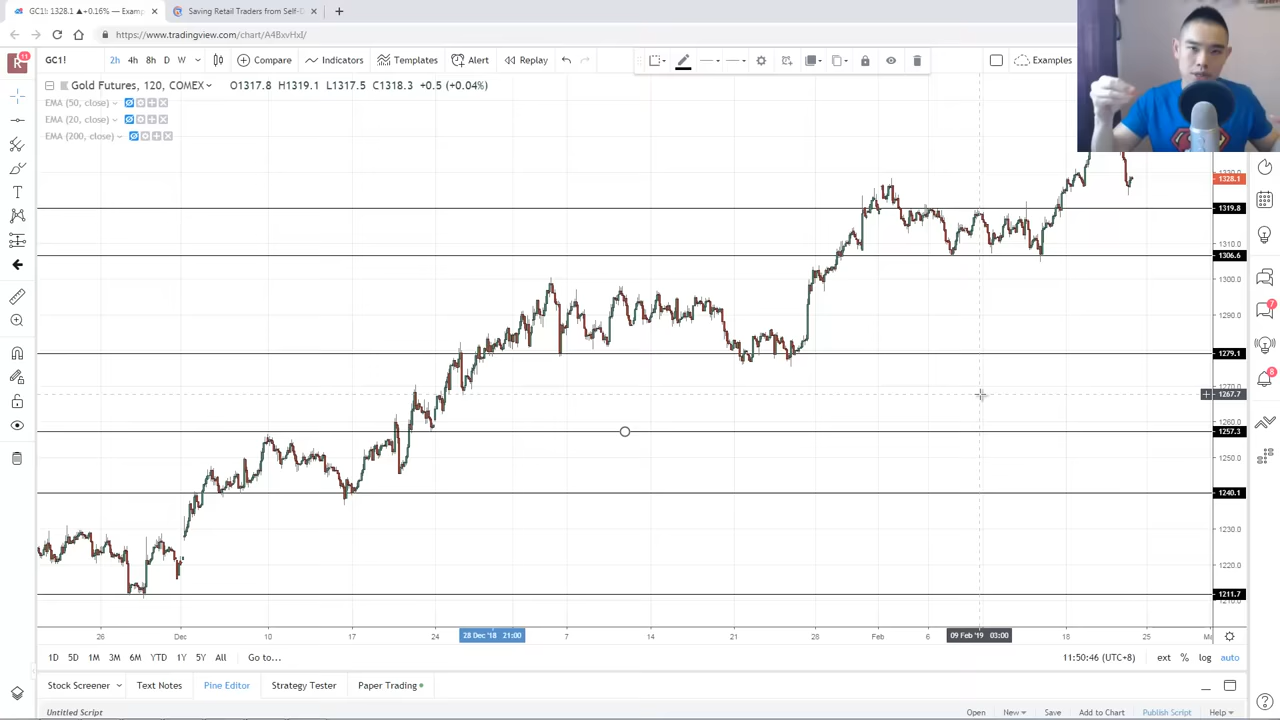 GC1!: 1328.1 ▲+0.16% — Examp
Saving Retail Traders from Self-D
https://www.tradingview.com/chart/A4BxvHxl/
R 11
GC1! 2h 4h 8h D W Compare Indicators Templates Alert Replay Examples
Gold Futures, 120, COMEX O1317.8 H1319.1 L1317.5 C1318.3 +0.5 (+0.04%)
EMA (50, close)
EMA (20, close)
EMA (200, close)
1328.1
1319.8
1310.0
1306.6
1300.0
1290.0
1279.1
1267.7
1260.0
1257.3
1250.0
1240.1
1230.0
1220.0
1211.7
7
8
26 Dec 10 17 24 28 Dec '18 21:00 7 14 21 28 Feb 6 09 Feb '19 03:00 18 25
1D 5D 1M 3M 6M YTD 1Y 5Y All Go to... 11:50:46 (UTC+8) ext % log auto
Stock Screener Text Notes Pine Editor Strategy Tester Paper Trading
Untitled Script Open New Save Add to Chart Publish Script Help